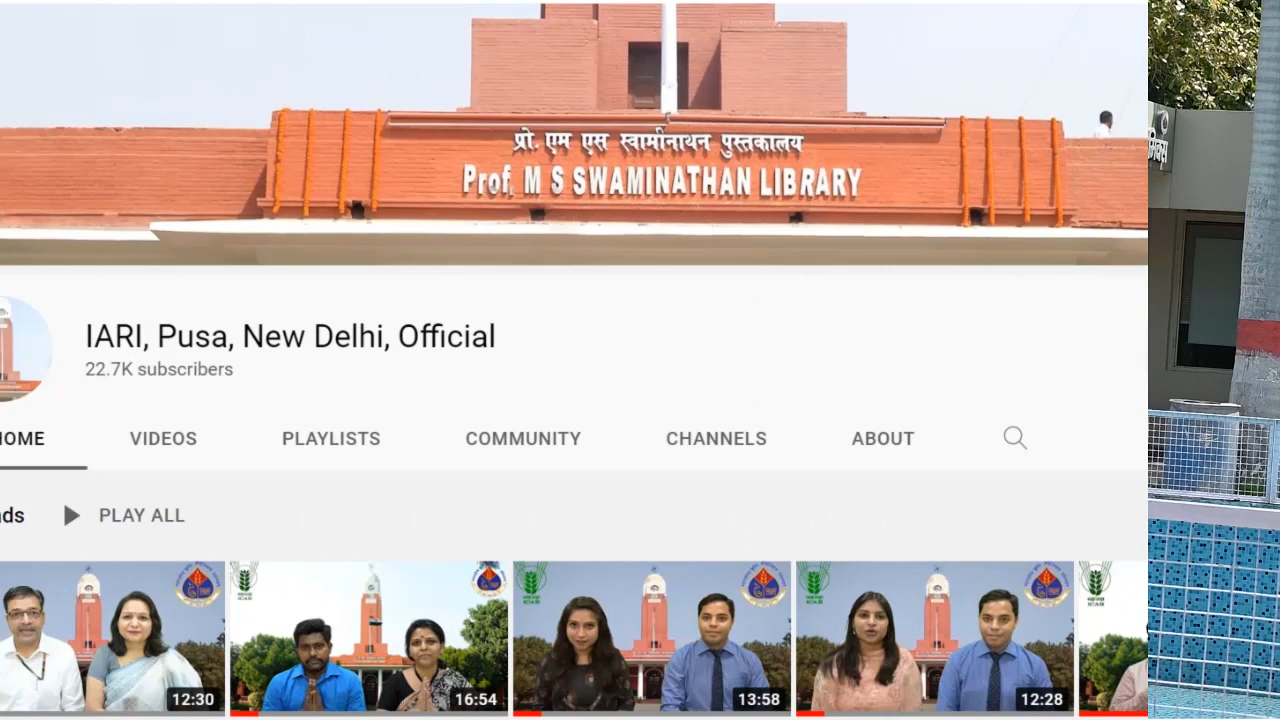 प्रो. एम एस स्वामीनाथन पुस्तकालय
Prof. M S SWAMINATHAN LIBRARY
IARI, Pusa, New Delhi, Official
22.7K subscribers
HOME VIDEOS PLAYLISTS COMMUNITY CHANNELS ABOUT
PLAY ALL
12:30 16:54 13:58 12:28